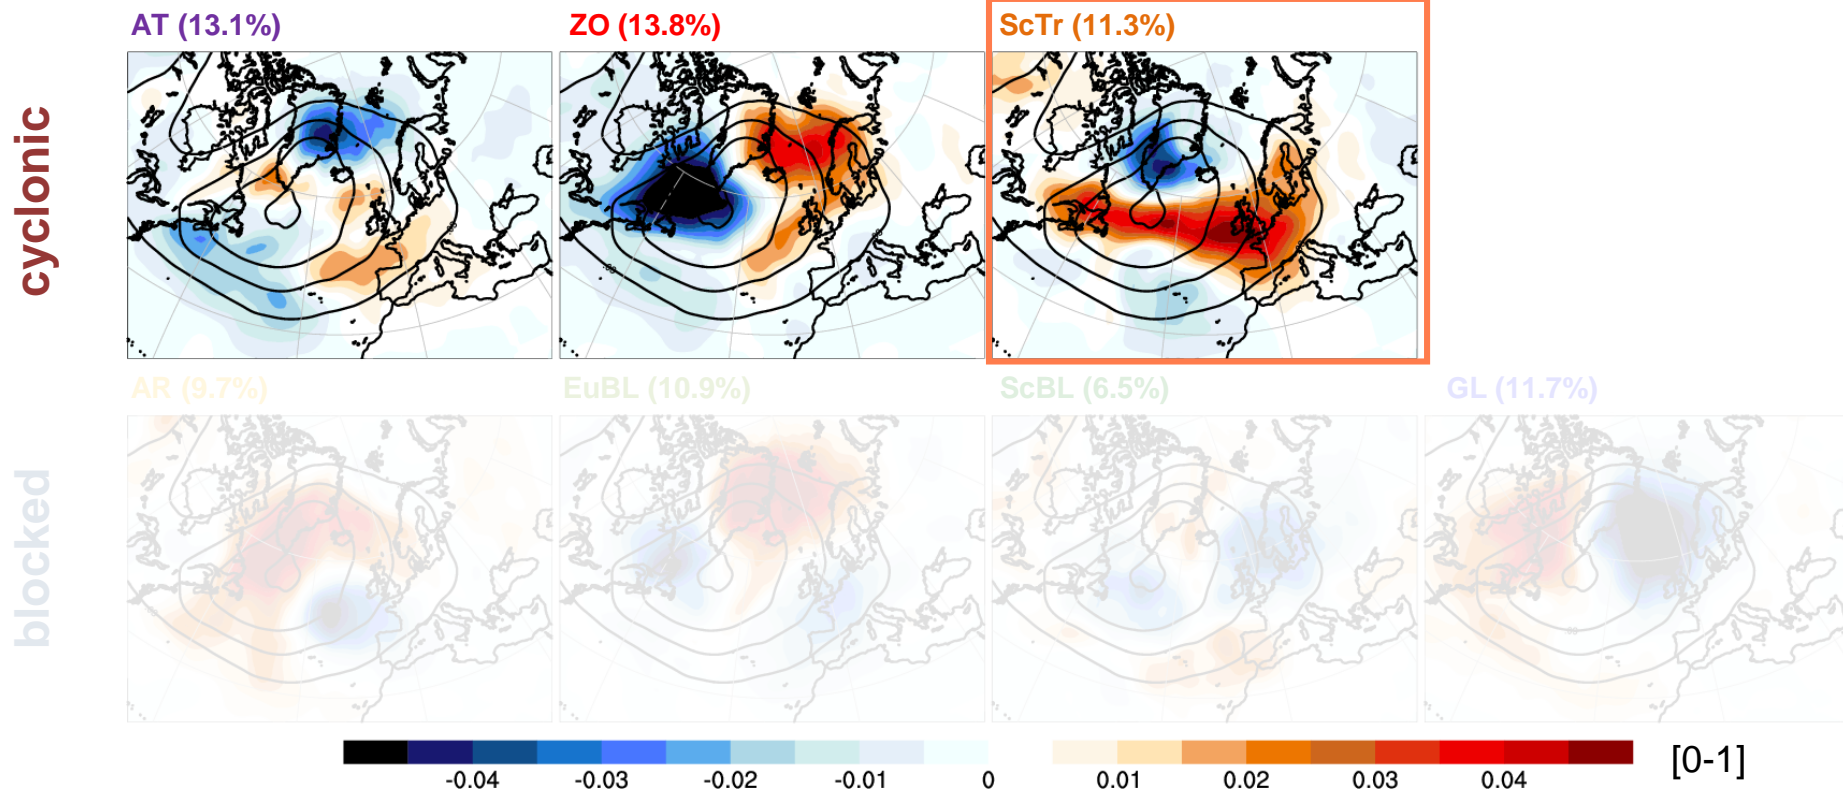 AT (13.1%) ZO (13.8%) ScTr (11.3%)
cyclonic
AR (9.7%) EuBL (10.9%) ScBL (6.5%) GL (11.7%)
blocked
-0.04 -0.03 -0.02 -0.01 0 0.01 0.02 0.03 0.04 [0-1]